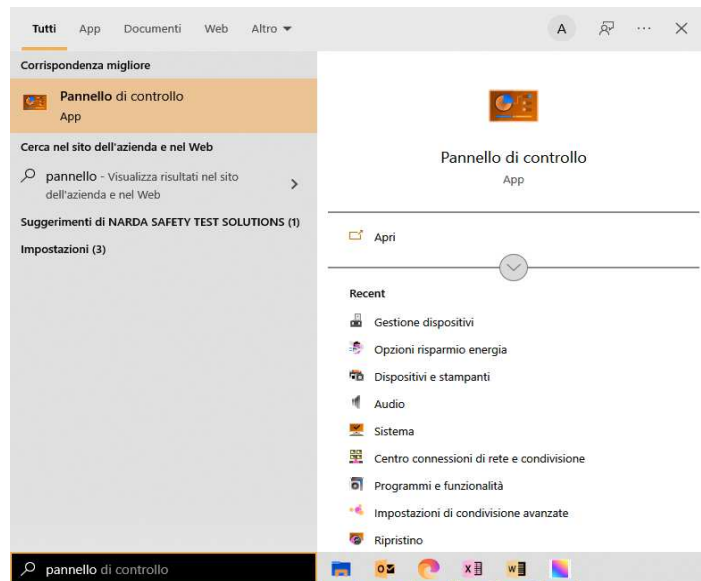 Tutti App Documenti Web Altro A
Corrispondenza migliore
Pannello di controllo
App
Cerca nel sito dell'azienda e nel Web
pannello - Visualizza risultati nel sito
dell'azienda e nel Web
Suggerimenti di NARDA SAFETY TEST SOLUTIONS (1)
Impostazioni (3)
Pannello di controllo
App
Apri
Recent
Gestione dispositivi
Opzioni risparmio energia
Dispositivi e stampanti
Audio
Sistema
Centro connessioni di rete e condivisione
Programmi e funzionalità
Impostazioni di condivisione avanzate
Ripristino
pannello di controllo